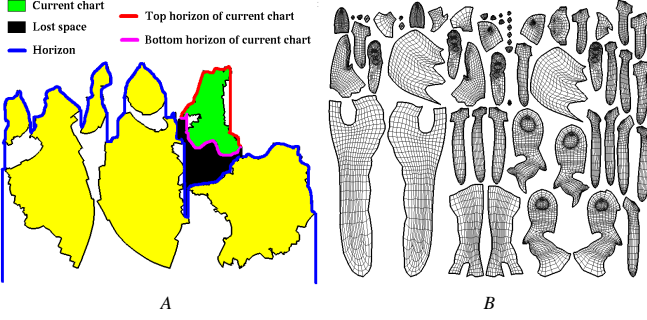 Current chart
Lost space
Horizon
Top horizon of current chart
Bottom horizon of current chart
A
B